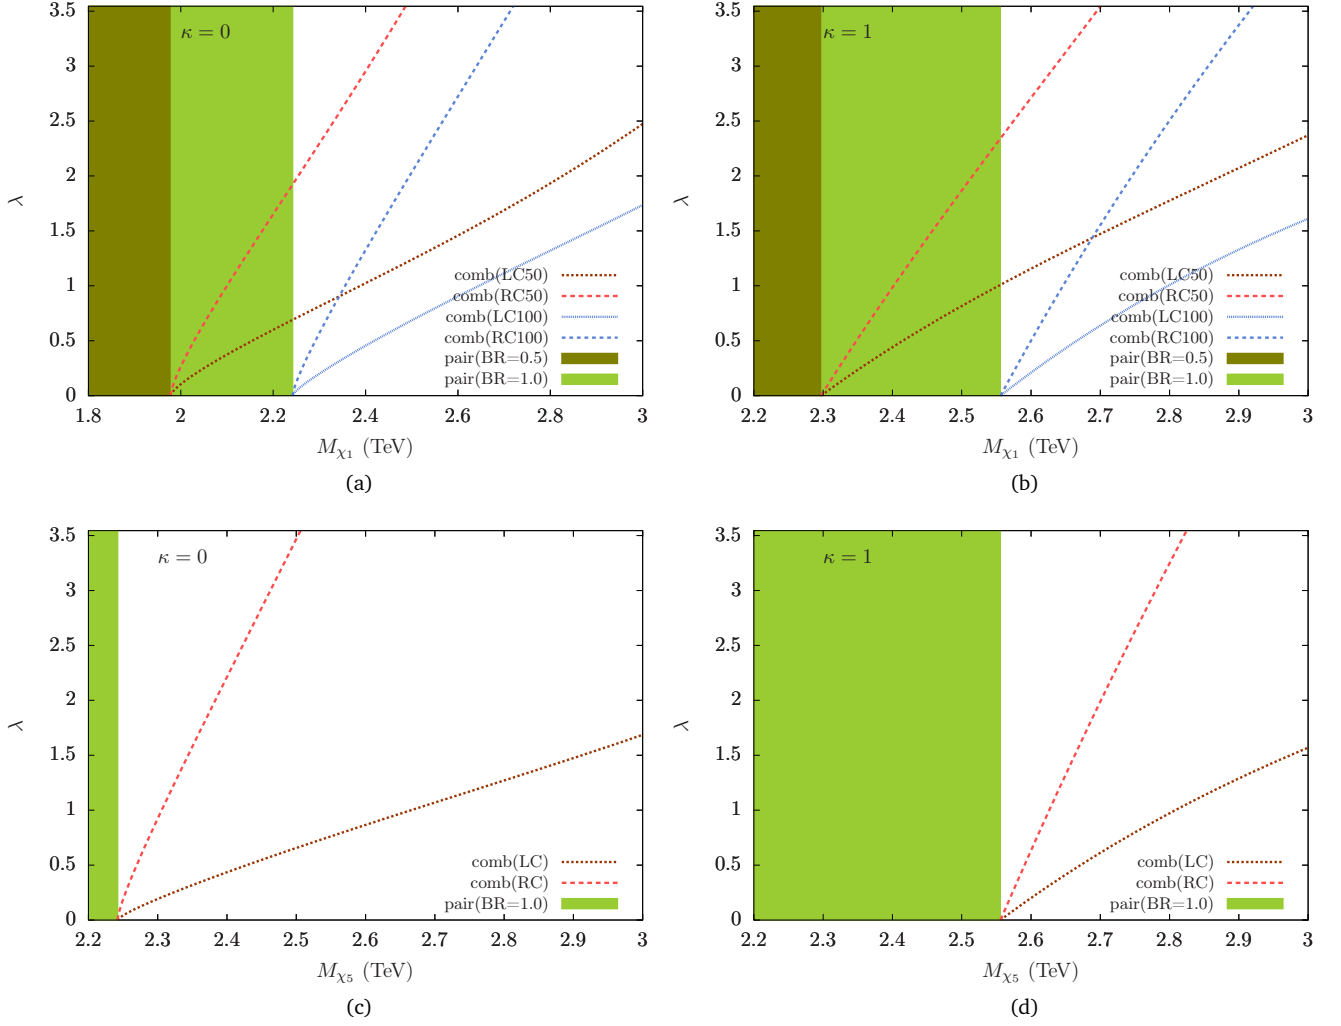 κ = 0
3.5
3
2.5
2
1.5
1
0.5
0
λ
comb(LC50)
comb(RC50)
comb(LC100)
comb(RC100)
pair(BR=0.5)
pair(BR=1.0)
1.8 2 2.2 2.4 2.6 2.8 3
M_{χ_1} (TeV)
(a)
κ = 1
3.5
3
2.5
2
1.5
1
0.5
0
λ
comb(LC50)
comb(RC50)
comb(LC100)
comb(RC100)
pair(BR=0.5)
pair(BR=1.0)
2.2 2.3 2.4 2.5 2.6 2.7 2.8 2.9 3
M_{χ_1} (TeV)
(b)
κ = 0
3.5
3
2.5
2
1.5
1
0.5
0
λ
comb(LC)
comb(RC)
pair(BR=1.0)
2.2 2.3 2.4 2.5 2.6 2.7 2.8 2.9 3
M_{χ_5} (TeV)
(c)
κ = 1
3.5
3
2.5
2
1.5
1
0.5
0
λ
comb(LC)
comb(RC)
pair(BR=1.0)
2.2 2.3 2.4 2.5 2.6 2.7 2.8 2.9 3
M_{χ_5} (TeV)
(d)